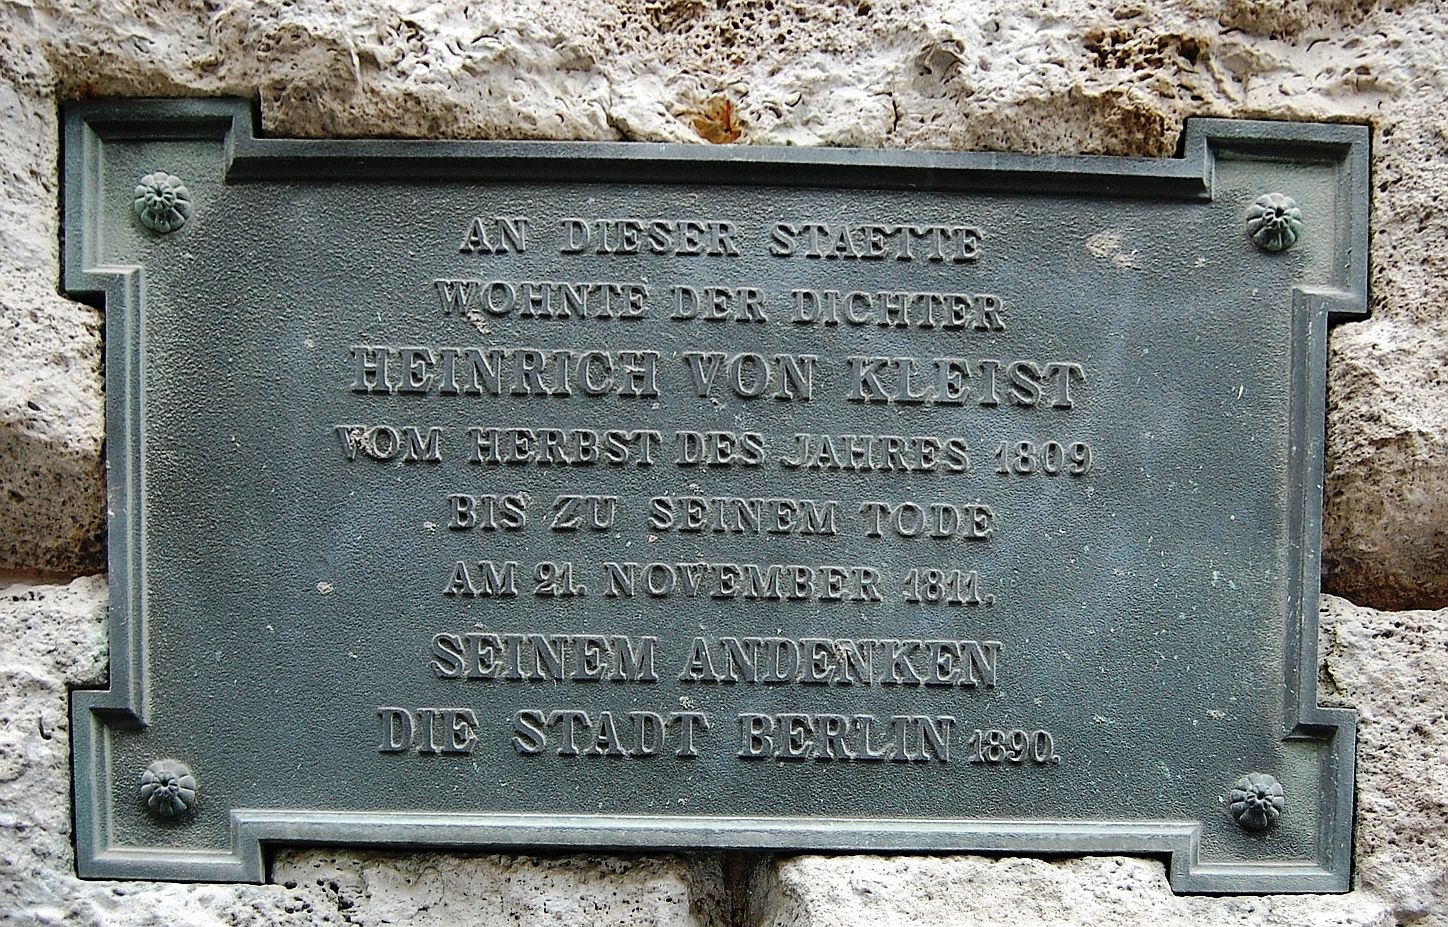 AN DIESER STAETTE
WOHNTE DER DICHTER
HEINRICH VON KLEIST
VOM HERBST DES JAHRES 1809
BIS ZU SEINEM TODE
AM 21. NOVEMBER 1811.
SEINEM ANDENKEN
DIE STADT BERLIN 1890.